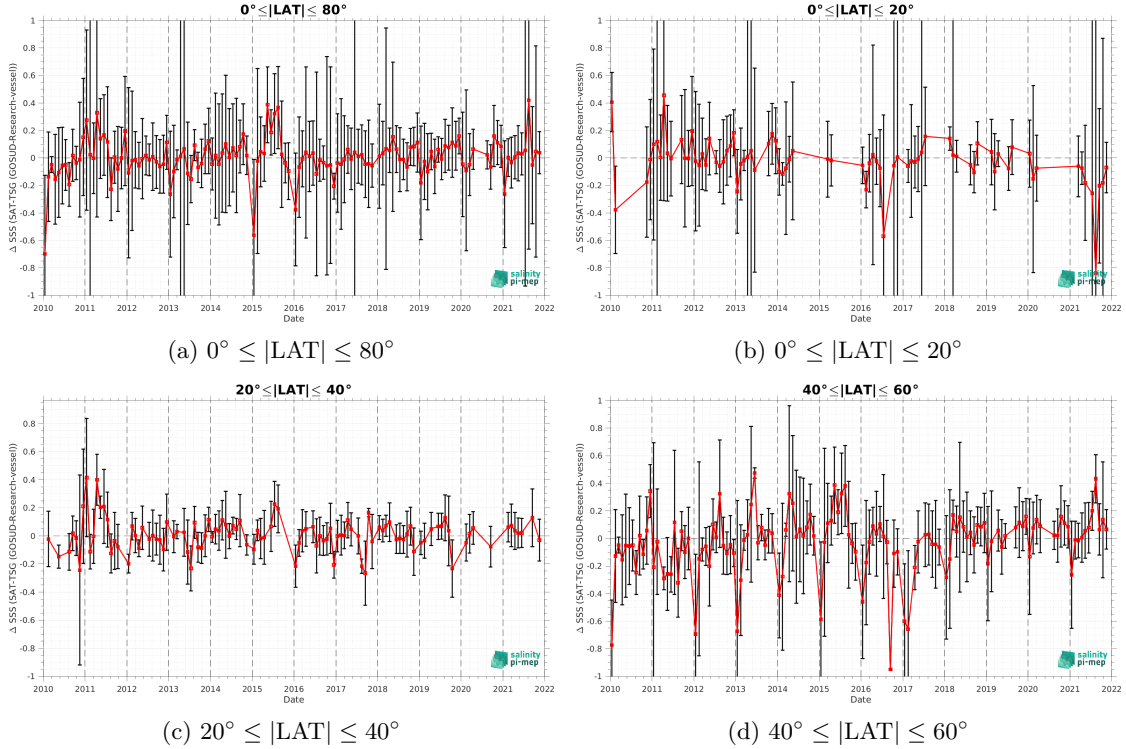 0°≤|LAT|≤ 80°
Δ SSS (SAT-TSG (GOSUD-Research-vessel))
1
0.8
0.6
0.4
0.2
0
-0.2
-0.4
-0.6
-0.8
-1
salinity
pi-mep
2010 2011 2012 2013 2014 2015 2016 2017 2018 2019 2020 2021 2022
Date
(a) 0° ≤ |LAT| ≤ 80°
0°≤|LAT|≤ 20°
Δ SSS (SAT-TSG (GOSUD-Research-vessel))
1
0.8
0.6
0.4
0.2
0
-0.2
-0.4
-0.6
-0.8
-1
salinity
pi-mep
2010 2011 2012 2013 2014 2015 2016 2017 2018 2019 2020 2021 2022
Date
(b) 0° ≤ |LAT| ≤ 20°
20°≤|LAT|≤ 40°
Δ SSS (SAT-TSG (GOSUD-Research-vessel))
1
0.8
0.6
0.4
0.2
0
-0.2
-0.4
-0.6
-0.8
-1
salinity
pi-mep
2010 2011 2012 2013 2014 2015 2016 2017 2018 2019 2020 2021 2022
Date
(c) 20° ≤ |LAT| ≤ 40°
40°≤|LAT|≤ 60°
Δ SSS (SAT-TSG (GOSUD-Research-vessel))
1
0.8
0.6
0.4
0.2
0
-0.2
-0.4
-0.6
-0.8
-1
salinity
pi-mep
2010 2011 2012 2013 2014 2015 2016 2017 2018 2019 2020 2021 2022
Date
(d) 40° ≤ |LAT| ≤ 60°